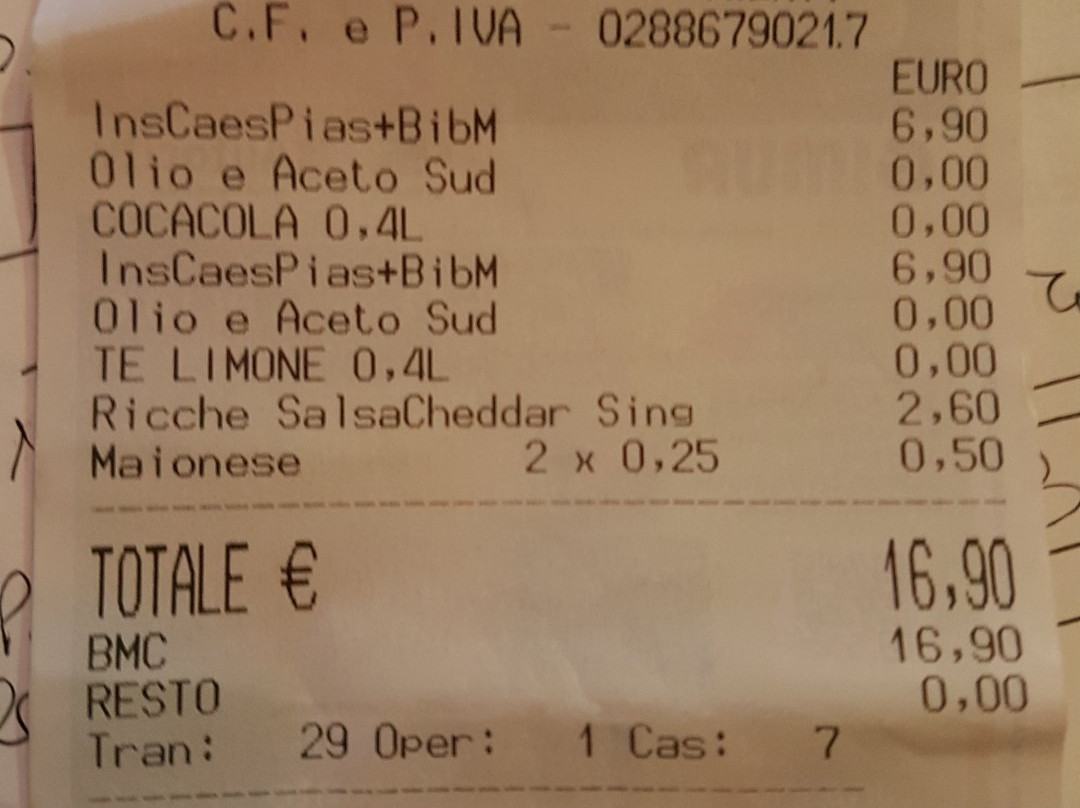 C.F. e P.IVA - 02886790217
EURO
InsCaesPias+BibM 6,90
Olio e Aceto Sud 0,00
COCACOLA 0,4L 0,00
InsCaesPias+BibM 6,90
Olio e Aceto Sud 0,00
TE LIMONE 0,4L 0,00
Ricche SalsaCheddar Sing 2,60
Maionese 2 x 0,25 0,50
TOTALE € 16,90
BMC 16,90
RESTO 0,00
Tran: 29 Oper: 1 Cas: 7